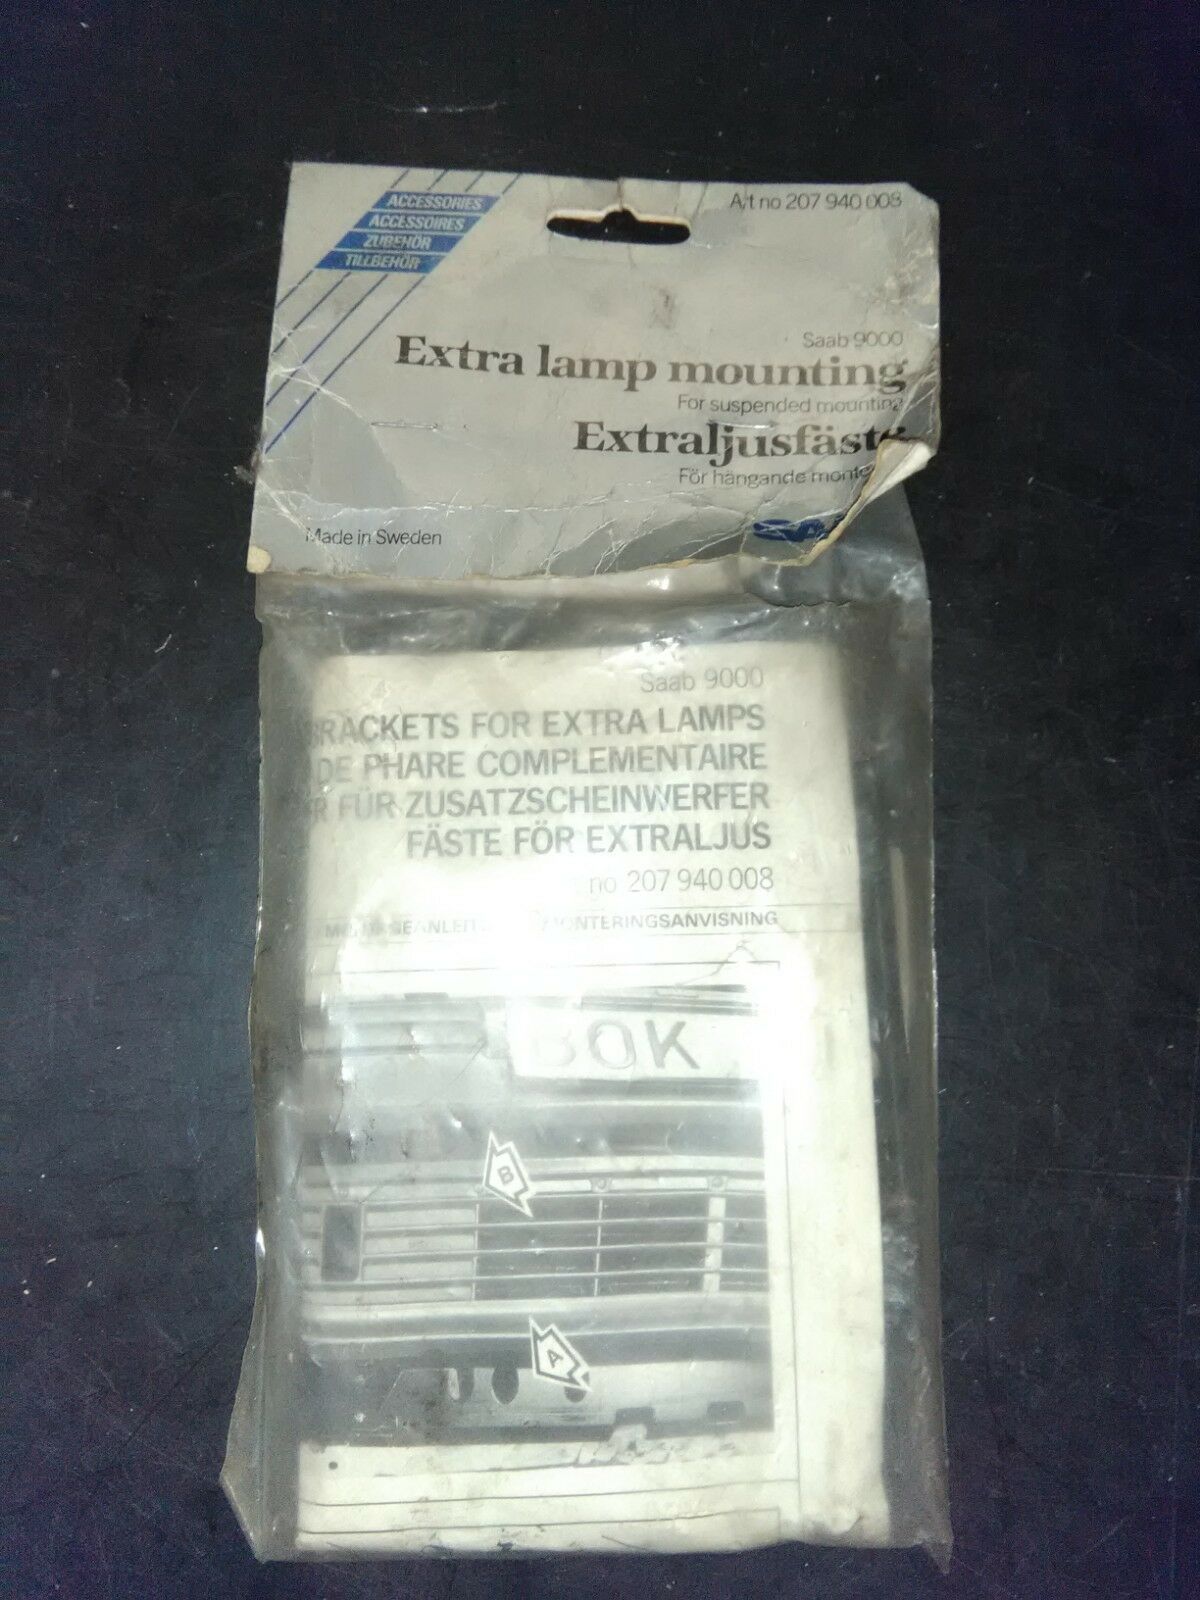 ACCESSORIES
ACCESSOIRES
ZUBEHÖR
TILLBEHÖR
Art no 207 940 008
Saab 9000
Extra lamp mounting
For suspended mounting
Extraljusfäste
För hängande
Made in Sweden
Saab 9000
BRACKETS FOR EXTRA LAMPS
DE PHARE COMPLEMENTAIRE
R FÜR ZUSATZSCHEINWERFER
FÄSTE FÖR EXTRALJUS
no 207 940 008
MONTERINGSANVISNING
B
A